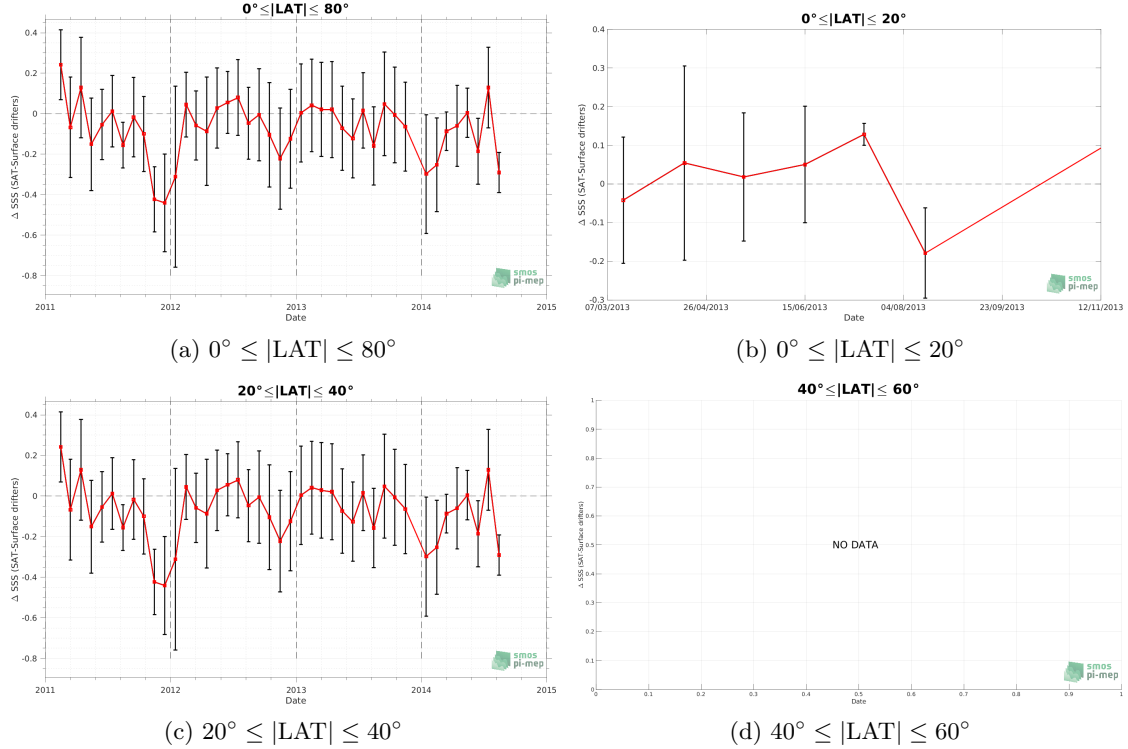 0°≤|LAT|≤ 80°
Δ SSS (SAT-Surface drifters)
0.4
0.2
0
-0.2
-0.4
-0.6
-0.8
2011 2012 2013 2014 2015
Date
smos
pi-mep
(a) 0° ≤ |LAT| ≤ 80°
0°≤|LAT|≤ 20°
Δ SSS (SAT-Surface drifters)
0.4
0.3
0.2
0.1
0
-0.1
-0.2
-0.3
07/03/2013 26/04/2013 15/06/2013 04/08/2013 23/09/2013 12/11/2013
Date
smos
pi-mep
(b) 0° ≤ |LAT| ≤ 20°
20°≤|LAT|≤ 40°
Δ SSS (SAT-Surface drifters)
0.4
0.2
0
-0.2
-0.4
-0.6
-0.8
2011 2012 2013 2014 2015
Date
smos
pi-mep
(c) 20° ≤ |LAT| ≤ 40°
40°≤|LAT|≤ 60°
Δ SSS (SAT-Surface drifters)
1
0.9
0.8
0.7
0.6
0.5
0.4
0.3
0.2
0.1
0
NO DATA
0 0.1 0.2 0.3 0.4 0.5 0.6 0.7 0.8 0.9 1
Date
smos
pi-mep
(d) 40° ≤ |LAT| ≤ 60°